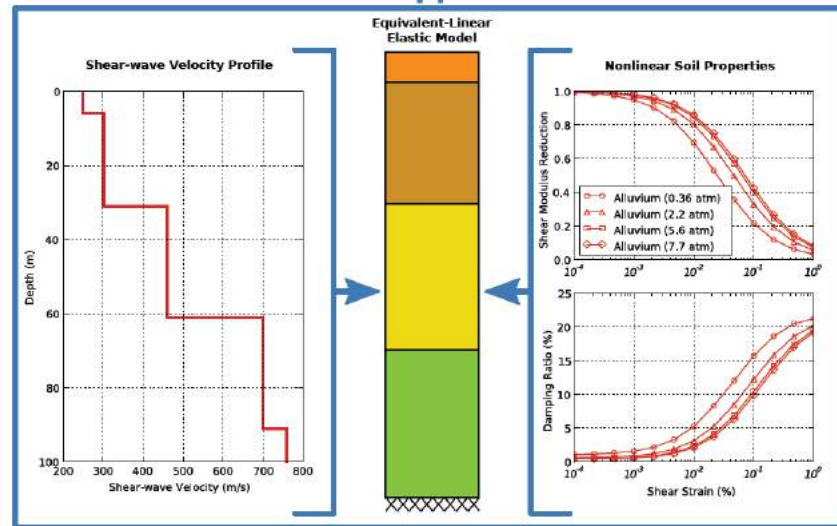 Equivalent-Linear
Elastic Model
Shear-wave Velocity Profile
0
20
40
60
80
100
Depth (m)
200 300 400 500 600 700 800
Shear-wave Velocity (m/s)
Nonlinear Soil Properties
1.0
0.8
0.6
0.4
0.2
0.0
Shear Modulus Reduction
Alluvium (0.36 atm)
Alluvium (2.2 atm)
Alluvium (5.6 atm)
Alluvium (7.7 atm)
10⁻⁴ 10⁻³ 10⁻² 10⁻¹ 10⁰
25
20
15
10
5
0
Damping Ratio (%)
10⁻⁴ 10⁻³ 10⁻² 10⁻¹ 10⁰
Shear Strain (%)